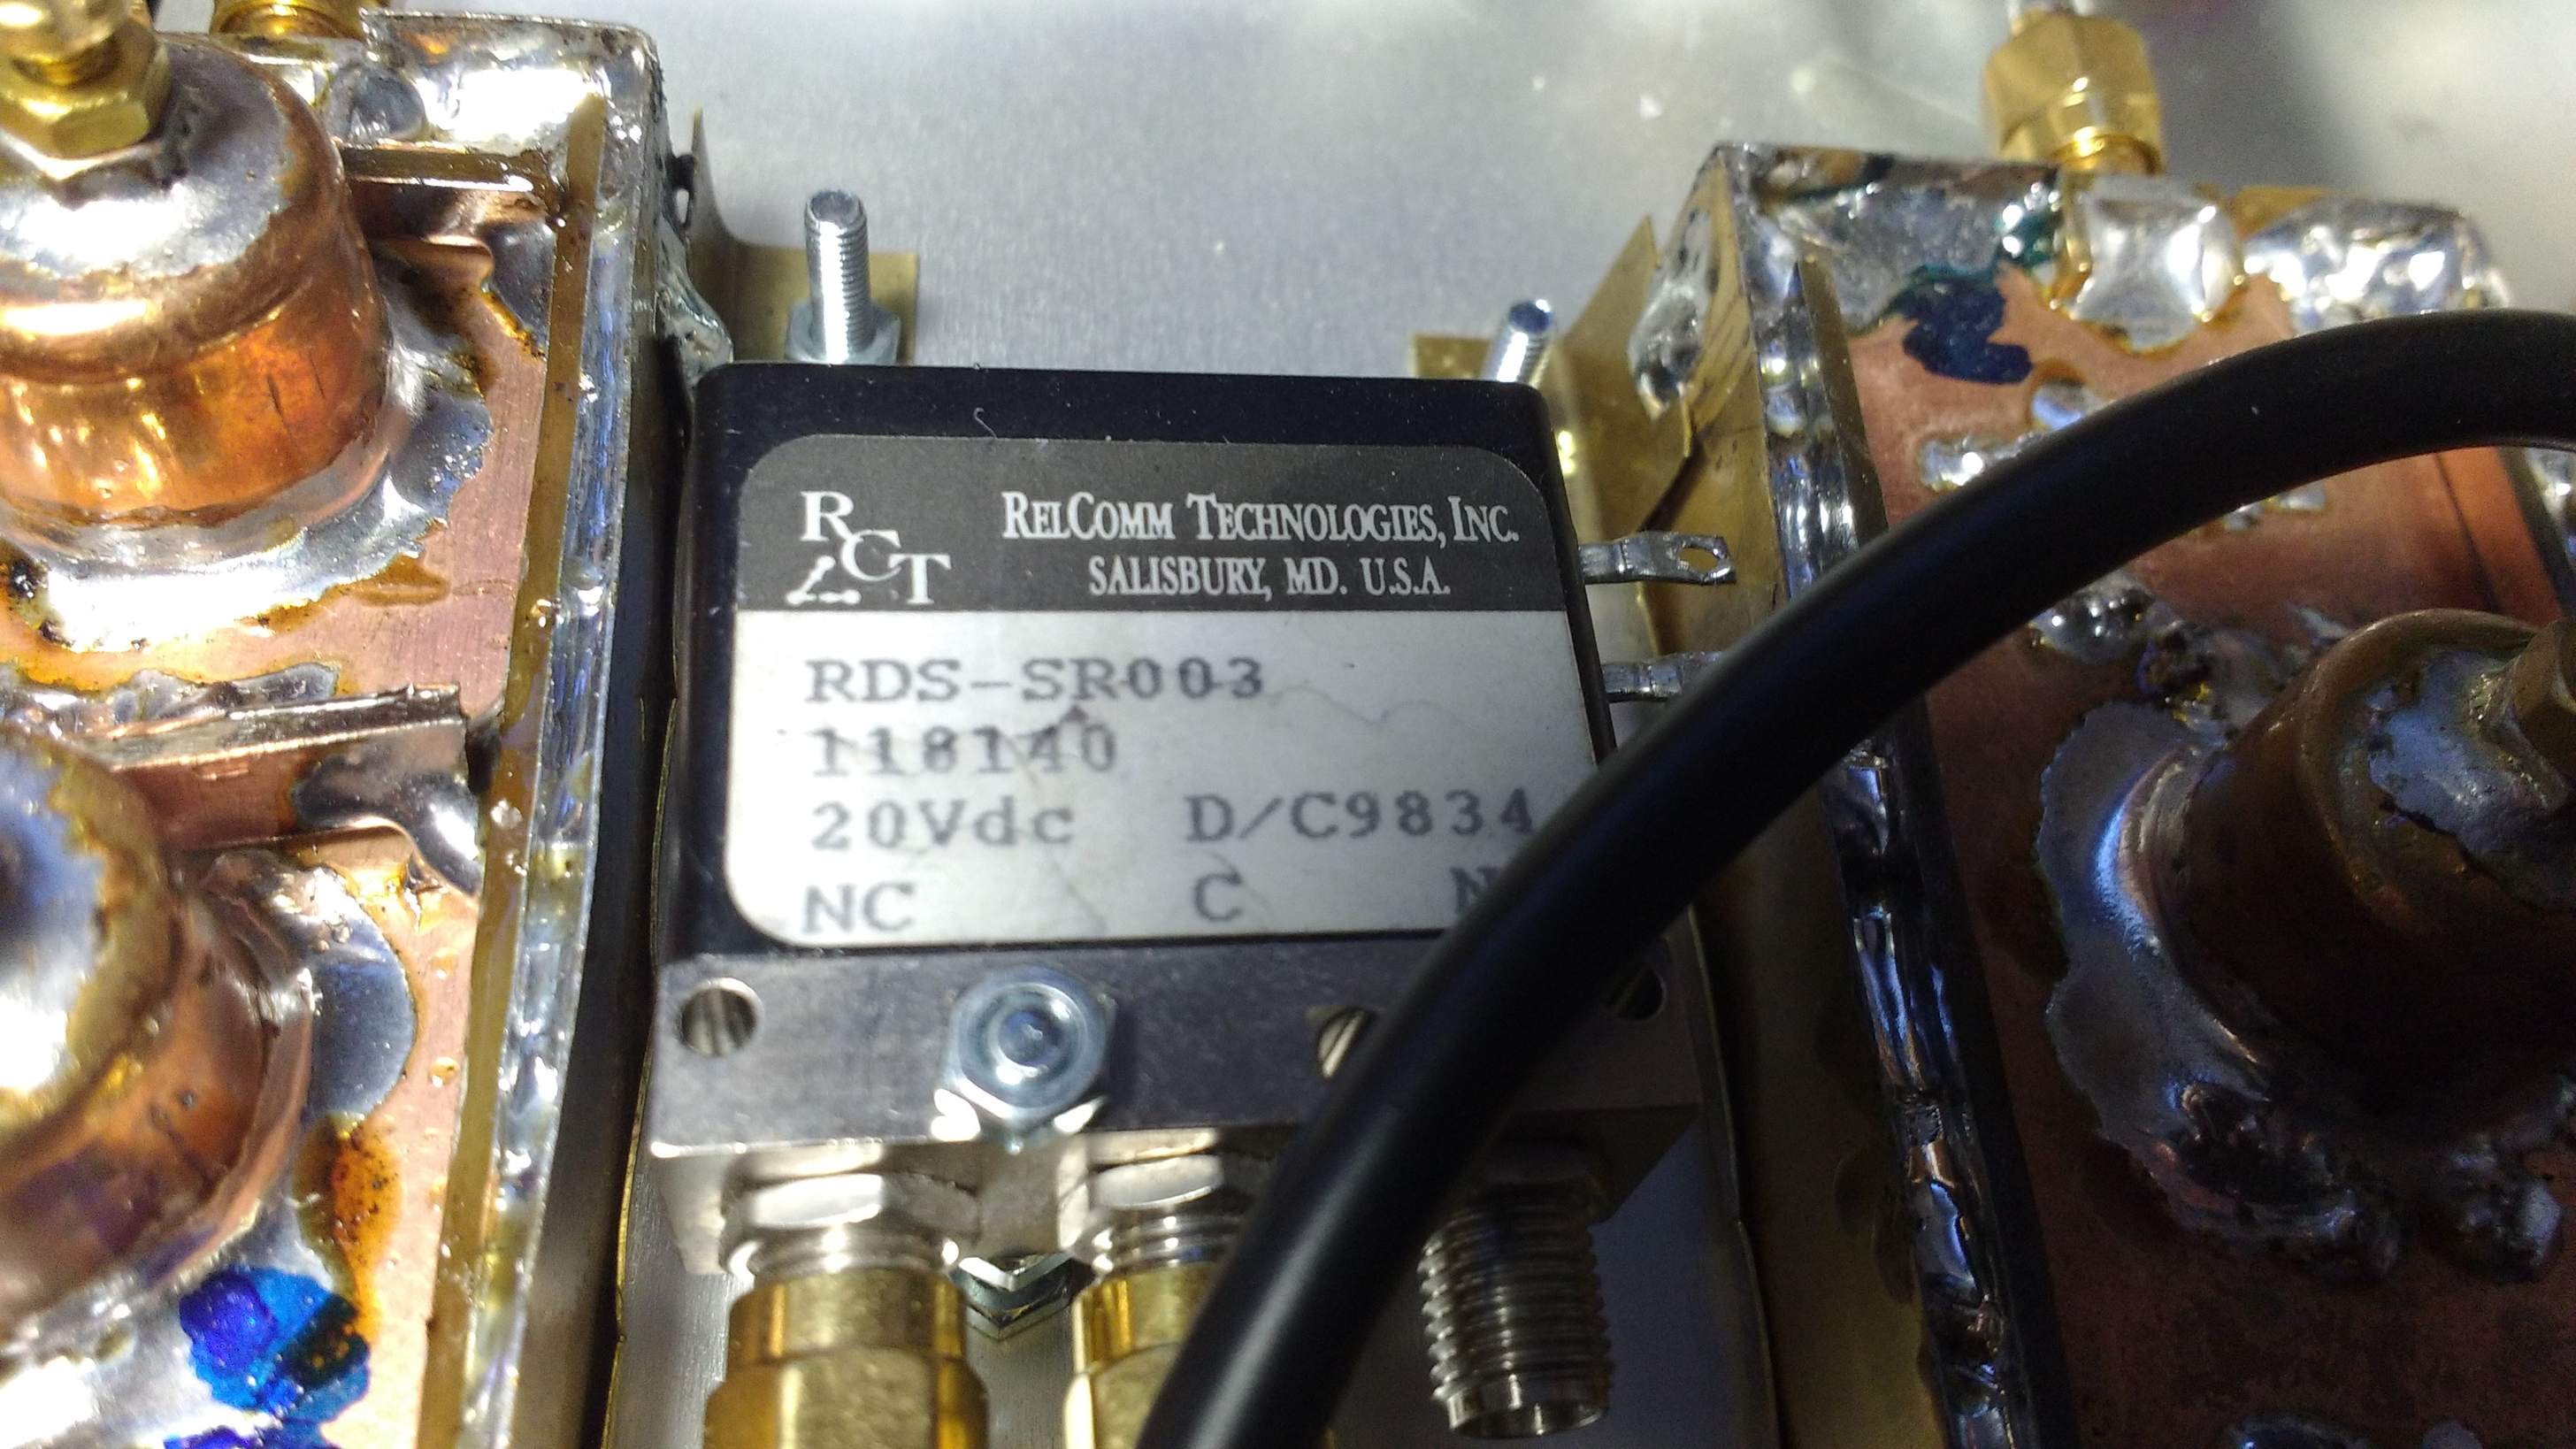 RCT
RELCOMM TECHNOLOGIES, INC.
SALISBURY, MD. U.S.A.
RDS-SR003
118140
20Vdc D/C9834
NC C